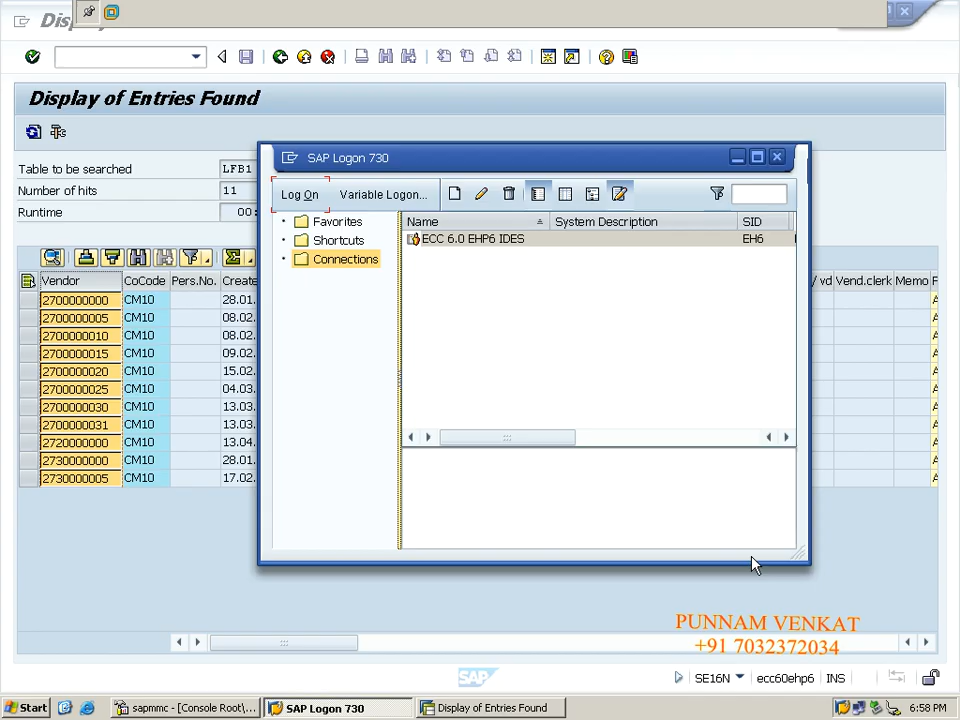 Display of Entries Found
Table to be searched LFB1
Number of hits 11
Runtime 00:
SAP Logon 730
Log On Variable Logon...
Favorites
Shortcuts
Connections
Name System Description SID
ECC 6.0 EHP6 IDES EH6
Vendor CoCode Pers.No. Create / vd Vend.clerk Memo
2700000000 CM10 28.01.
2700000005 CM10 08.02.
2700000010 CM10 08.02.
2700000015 CM10 09.02.
2700000020 CM10 15.02.
2700000025 CM10 04.03.
2700000030 CM10 13.03.
2700000031 CM10 13.03.
2720000000 CM10 13.04.
2730000000 CM10 28.01.
2730000005 CM10 17.02.
PUNNAM VENKAT
+91 7032372034
SAP
SE16N ecc60ehp6 INS
Start sapmmc - [Console Root\... SAP Logon 730 Display of Entries Found 6:58 PM